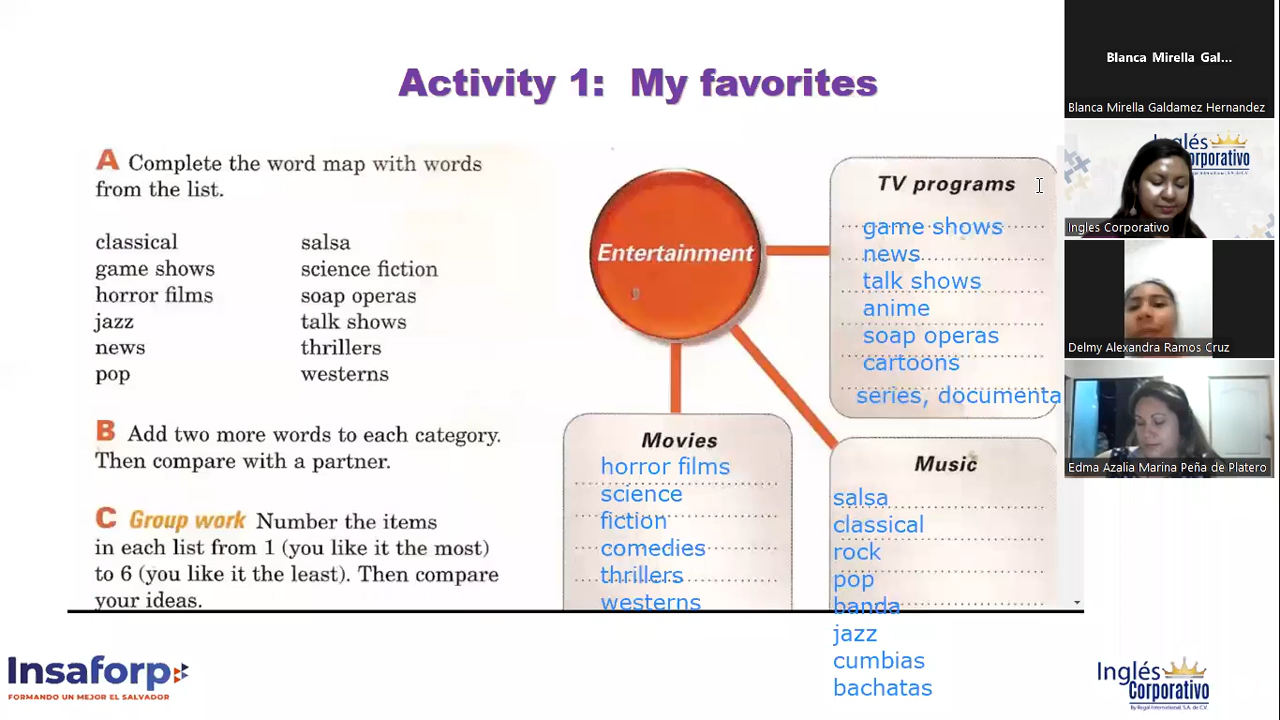 Activity 1: My favorites
A Complete the word map with words
from the list.
classical
game shows
horror films
jazz
news
pop
salsa
science fiction
soap operas
talk shows
thrillers
westerns
B Add two more words to each category.
Then compare with a partner.
C Group work Number the items
in each list from 1 (you like it the most)
to 6 (you like it the least). Then compare
your ideas.
Entertainment
TV programs
game shows
news
talk shows
anime
soap operas
cartoons
series, documenta
Movies
horror films
science
fiction
comedies
thrillers
westerns
Music
salsa
classical
rock
pop
banda
jazz
cumbias
bachatas
Insaforp
FORMANDO UN MEJOR EL SALVADOR
Inglés
Corporativo
By Regal International, S.A. de C.V.
Blanca Mirella Gal...
Blanca Mirella Galdamez Hernandez
Inglés
Corporativo
Ingles Corporativo
Delmy Alexandra Ramos Cruz
Edma Azalia Marina Peña de Platero